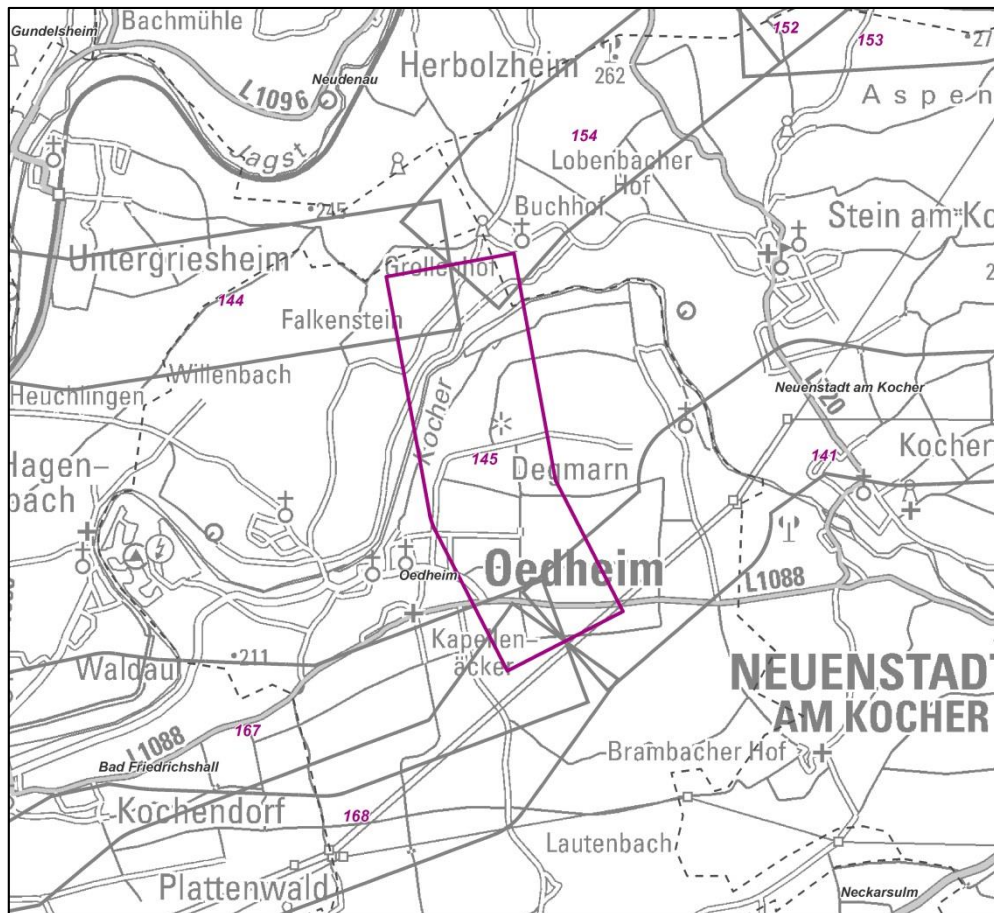 Gundelsheim
Bachmühle
152
153
27
L1096
Neudenau
Herbolzheim
262
Aspen
Jagst
154
Lobenbacher
Hof
Buchhof
Stein am Ko
245
Untergriesheim
144
Falkenstein
Willenbach
Heuchlingen
Kocher
Neuenstadt am Kocher
Hagen-
bach
145
Degmarn
141
Kocher
Oedheim
Oedheim
L1088
Kapellen-
äcker
211
Waldau
NEUENSTADT
AM KOCHER
167
L1088
Bad Friedrichshall
Brambacher Hof
Kochendorf
168
Lautenbach
Plattenwald
Neckarsulm